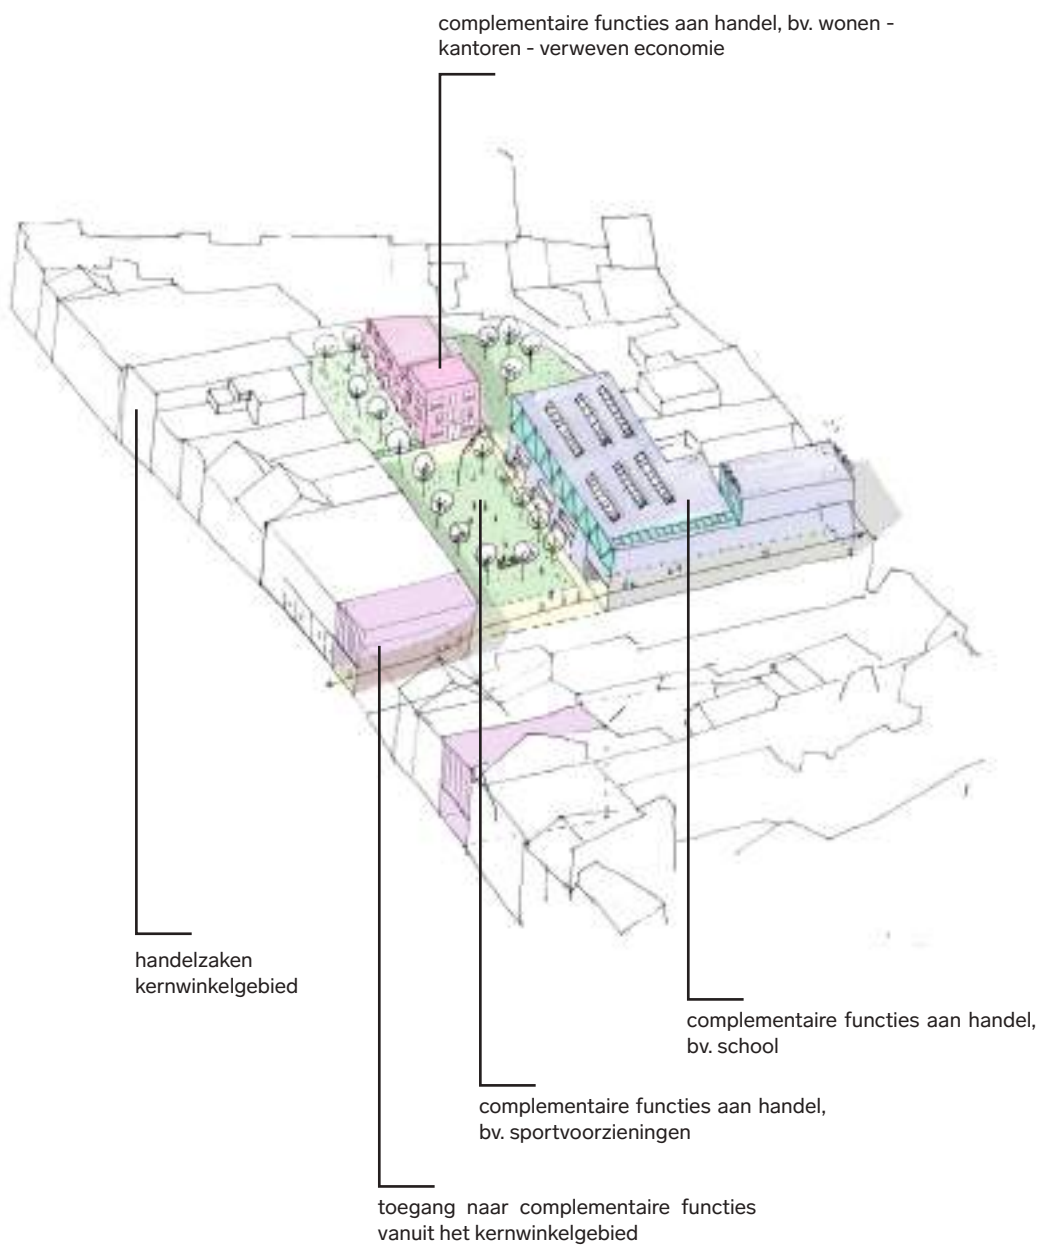 complementaire functies aan handel, bv. wonen -
kantoren - verweven economie
handelzaken
kernwinkelgebied
complementaire functies aan handel,
bv. school
complementaire functies aan handel,
bv. sportvoorzieningen
toegang naar complementaire functies
vanuit het kernwinkelgebied